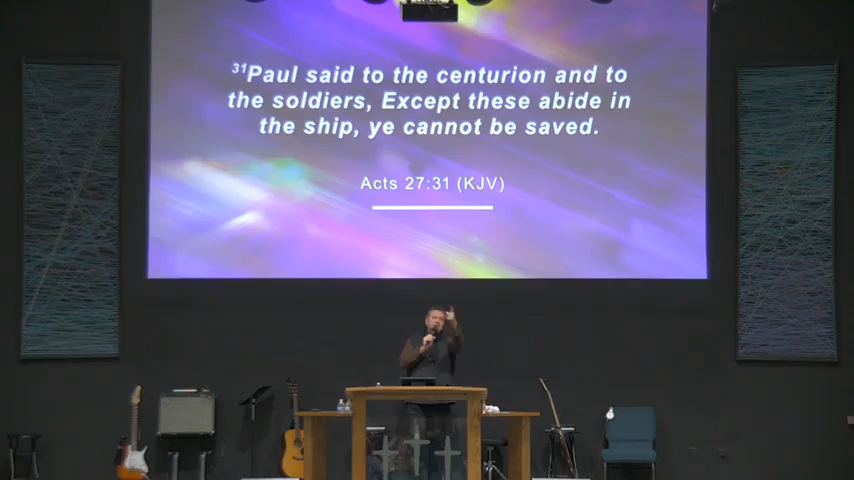 ³¹Paul said to the centurion and to
the soldiers, Except these abide in
the ship, ye cannot be saved.
Acts 27:31 (KJV)